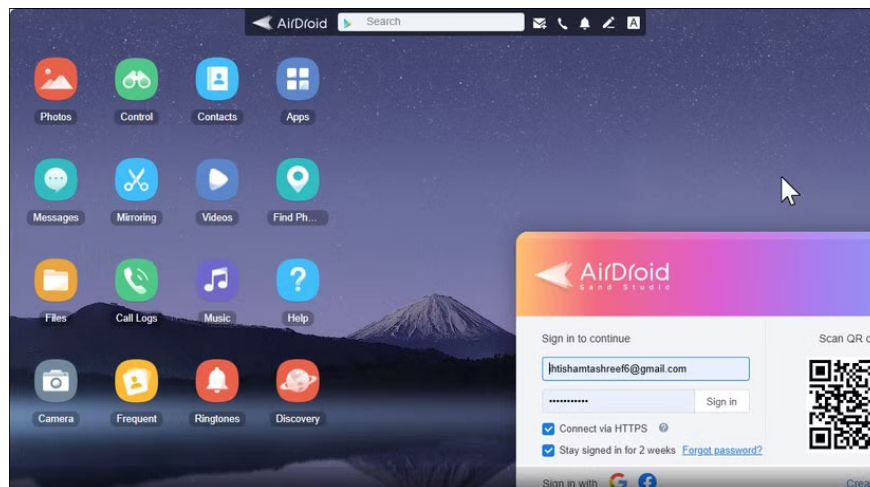 AirDroid
Search
A
Photos
Control
Contacts
Apps
Messages
Mirroring
Videos
Find Ph...
Files
Call Logs
Music
Help
Camera
Frequent
Ringtones
Discovery
AirDroid
Sand Studio
Sign in to continue
Scan QR c
ihtishamtashreef6@gmail.com
Sign in
Connect via HTTPS
Stay signed in for 2 weeks Forgot password?
Sign in with
Crea